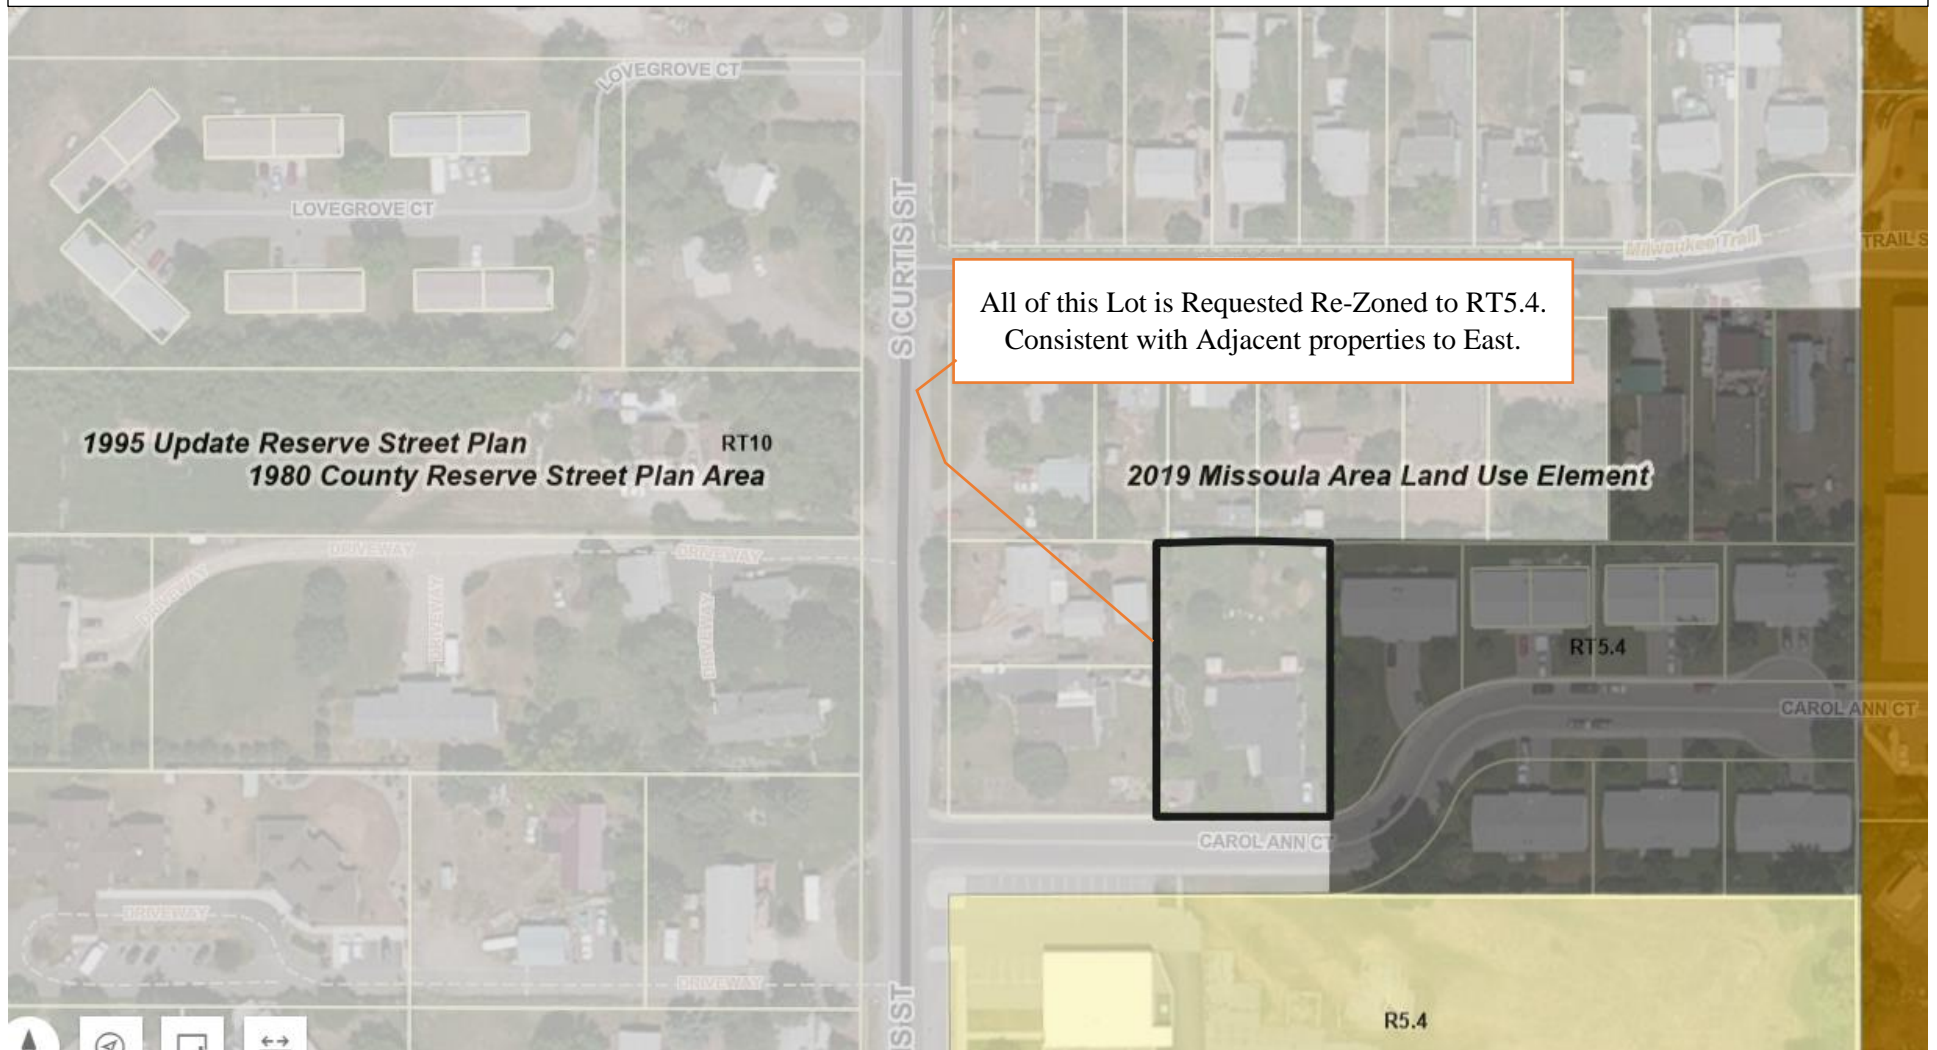 LOVEGROVE CT
LOVEGROVE CT
S CURTIS ST
Milwaukee Trail
TRAIL S
All of this Lot is Requested Re-Zoned to RT5.4.
Consistent with Adjacent properties to East.
1995 Update Reserve Street Plan
RT10
1980 County Reserve Street Plan Area
2019 Missoula Area Land Use Element
DRIVEWAY
DRIVEWAY
DRIVEWAY
DRIVEWAY
DRIVEWAY
RT5.4
CAROL ANN CT
CAROL ANN CT
DRIVEWAY
DRIVEWAY
IS ST
R5.4